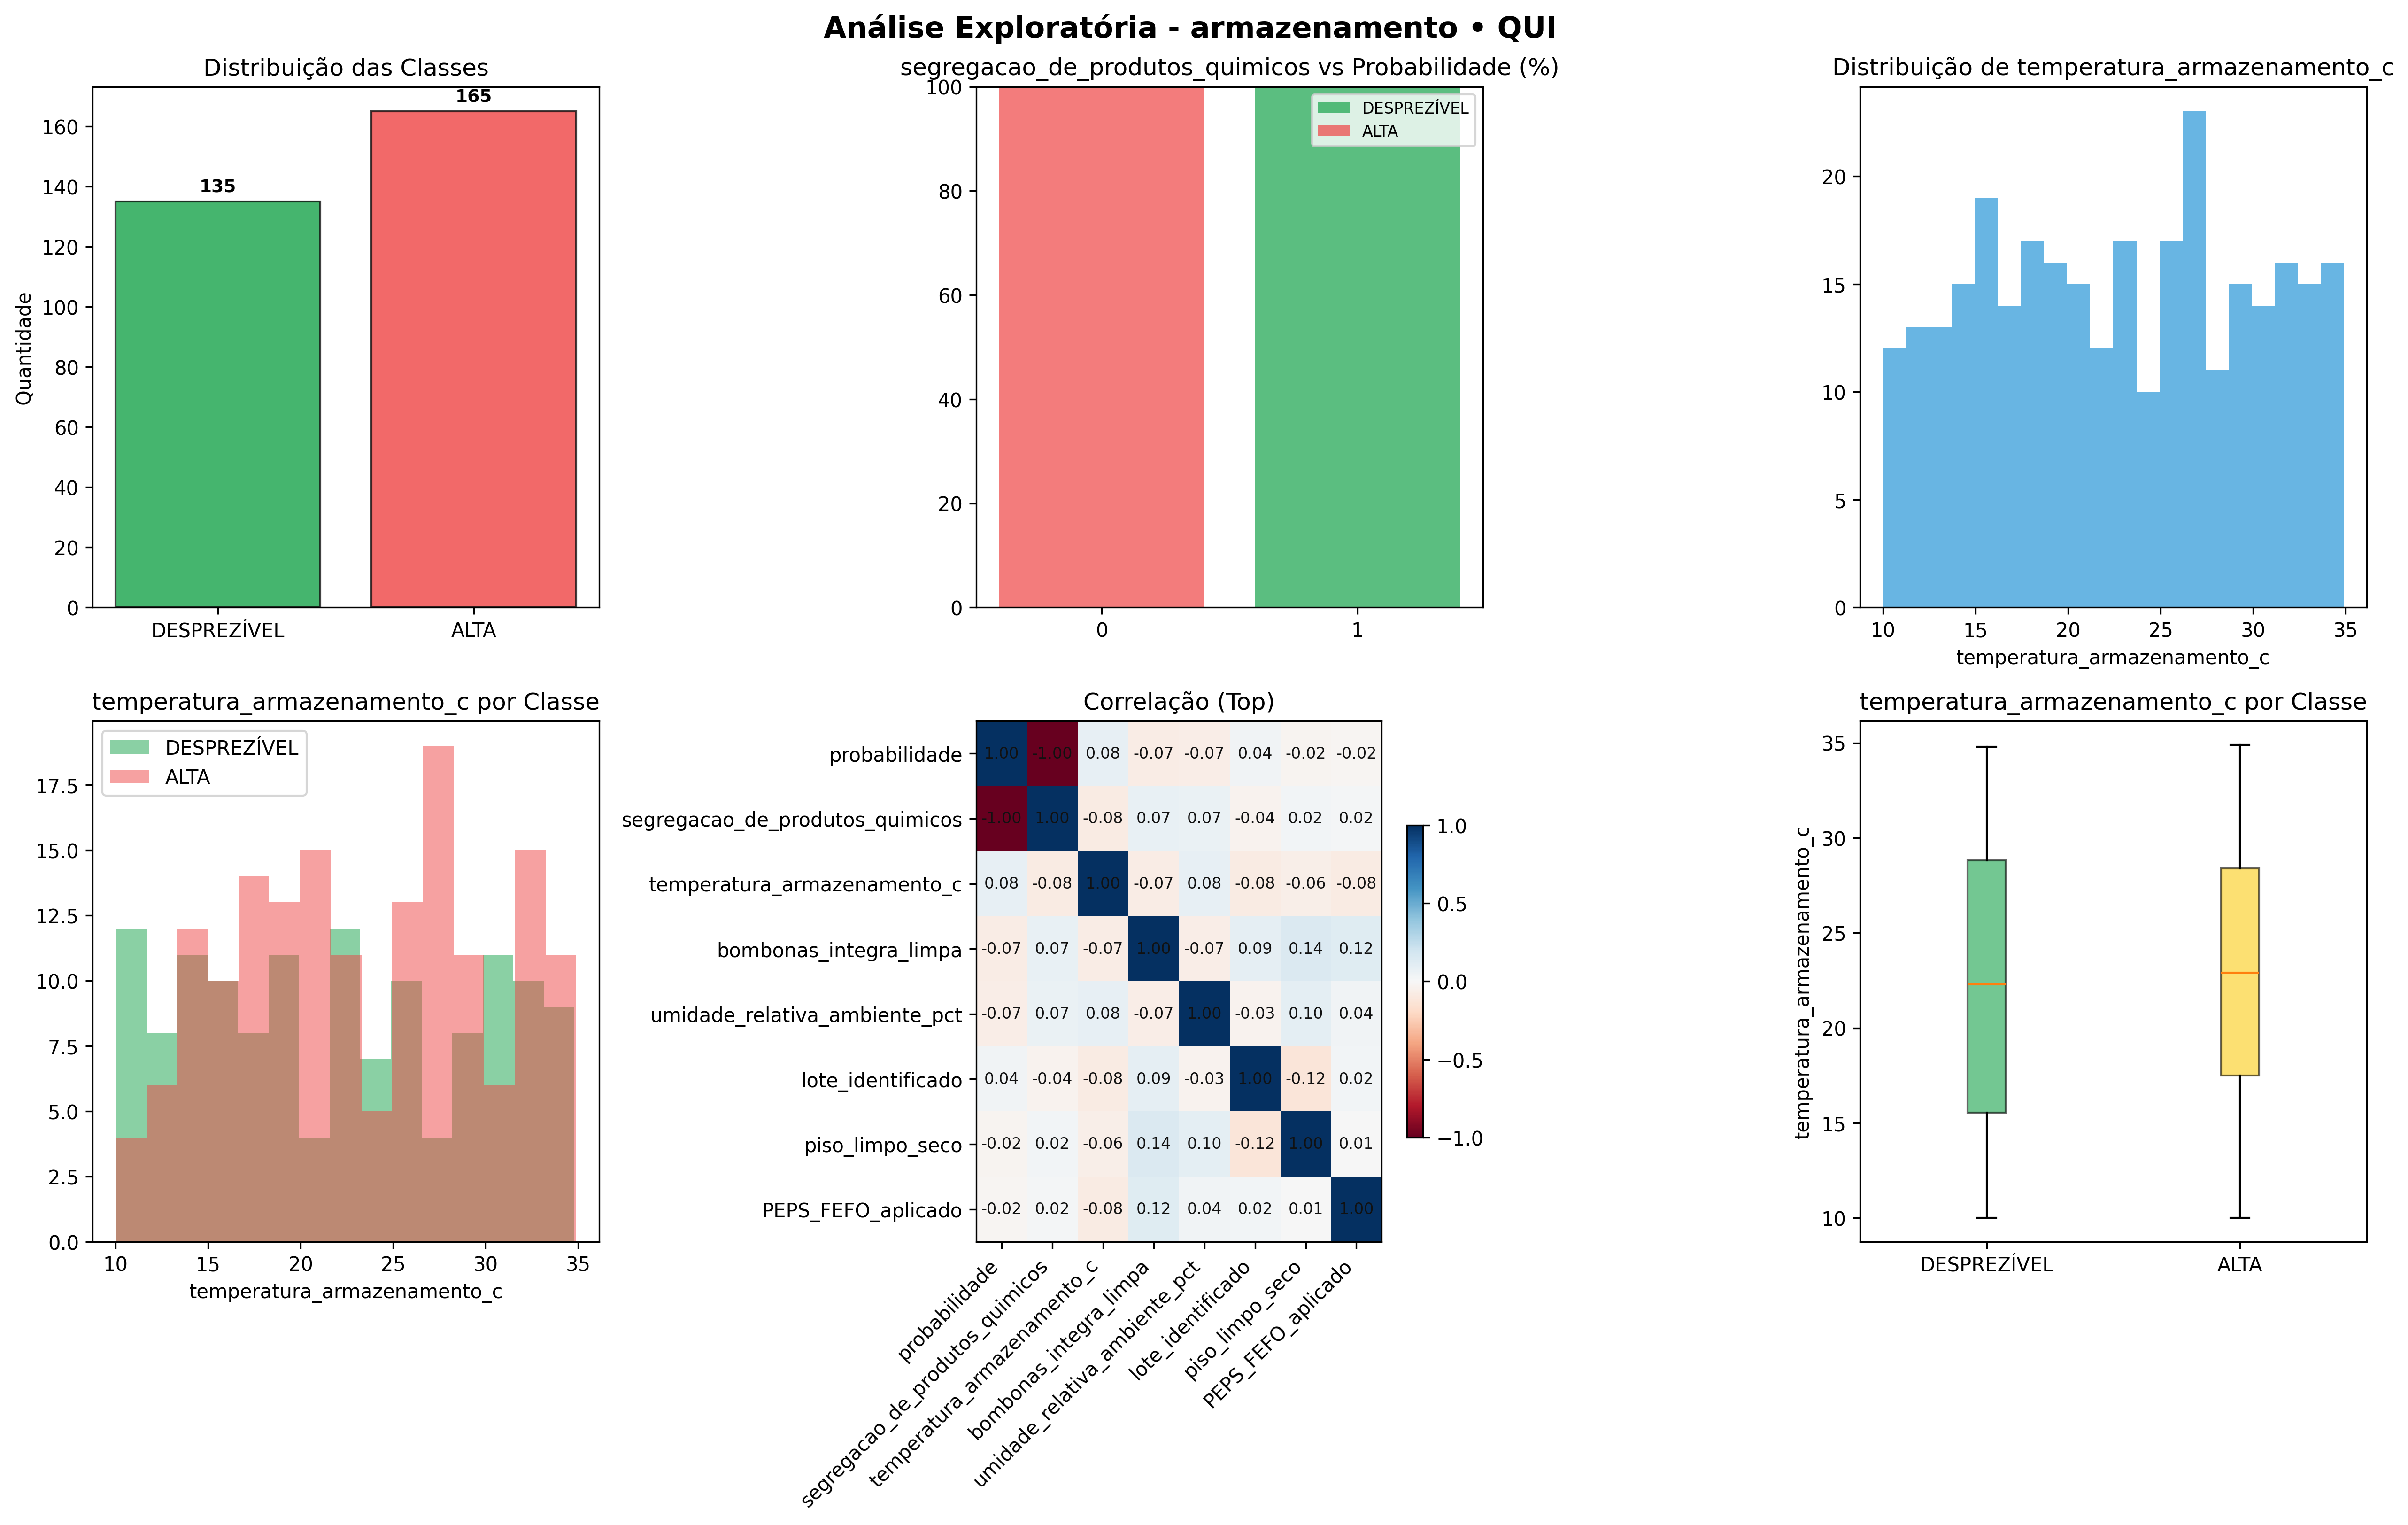 Análise Exploratória - armazenamento • QUI
Distribuição das Classes
Quantidade
160
140
120
100
80
60
40
20
0
135
165
DESPREZÍVEL ALTA
segregacao_de_produtos_quimicos vs Probabilidade (%)
100
80
60
40
20
0
DESPREZÍVEL
ALTA
0 1
Distribuição de temperatura_armazenamento_c
20
15
10
5
0
10 15 20 25 30 35
temperatura_armazenamento_c
temperatura_armazenamento_c por Classe
DESPREZÍVEL
ALTA
17.5
15.0
12.5
10.0
7.5
5.0
2.5
0.0
10 15 20 25 30 35
temperatura_armazenamento_c
Correlação (Top)
probabilidade 1.00 -1.00 0.08 -0.07 -0.07 0.04 -0.02 -0.02
segregacao_de_produtos_quimicos -1.00 1.00 -0.08 0.07 0.07 -0.04 0.02 0.02
temperatura_armazenamento_c 0.08 -0.08 1.00 -0.07 0.08 -0.08 -0.06 -0.08
bombonas_integra_limpa -0.07 0.07 -0.07 1.00 -0.07 0.09 0.14 0.12
umidade_relativa_ambiente_pct -0.07 0.07 0.08 -0.07 1.00 -0.03 0.10 0.04
lote_identificado 0.04 -0.04 -0.08 0.09 -0.03 1.00 -0.12 0.02
piso_limpo_seco -0.02 0.02 -0.06 0.14 0.10 -0.12 1.00 0.01
PEPS_FEFO_aplicado -0.02 0.02 -0.08 0.12 0.04 0.02 0.01 1.00
probabilidade
segregacao_de_produtos_quimicos
temperatura_armazenamento_c
bombonas_integra_limpa
umidade_relativa_ambiente_pct
lote_identificado
piso_limpo_seco
PEPS_FEFO_aplicado
1.0
0.5
0.0
−0.5
−1.0
temperatura_armazenamento_c por Classe
temperatura_armazenamento_c
35
30
25
20
15
10
DESPREZÍVEL ALTA